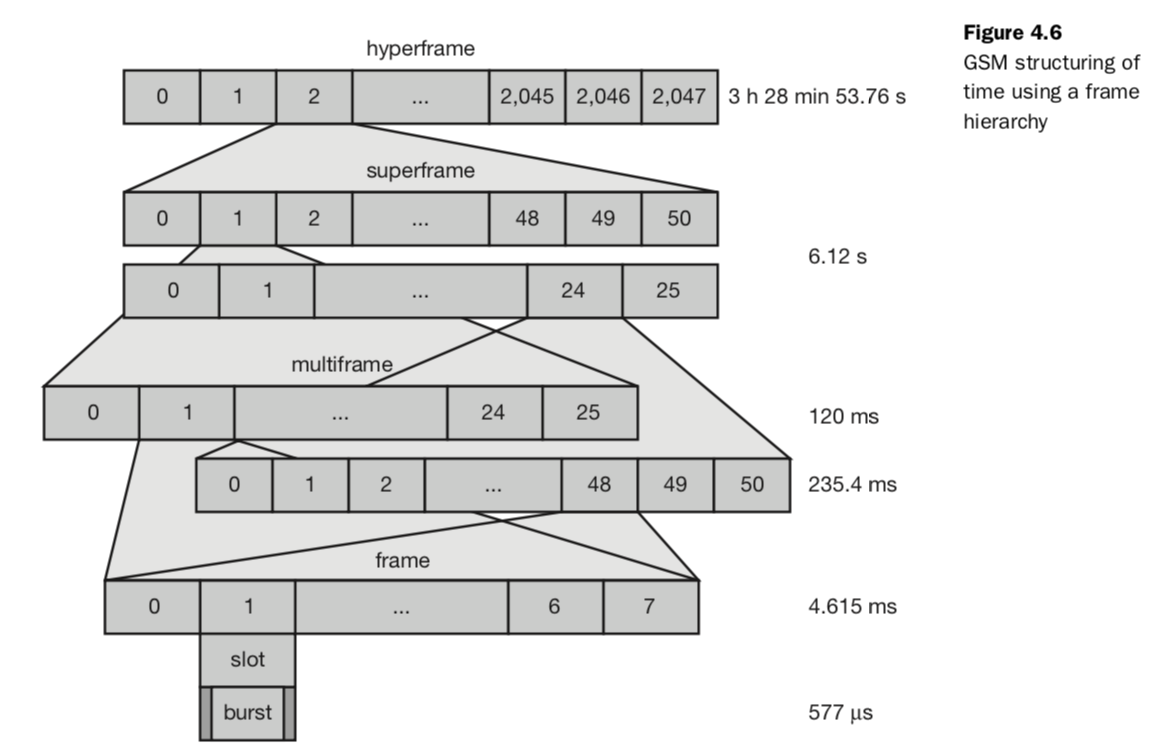 hyperframe
0 1 2 ... 2,045 2,046 2,047 3 h 28 min 53.76 s
superframe
0 1 2 ... 48 49 50
6.12 s
0 1 ... 24 25
multiframe
0 1 ... 24 25 120 ms
0 1 2 ... 48 49 50 235.4 ms
frame
0 1 ... 6 7 4.615 ms
slot
burst 577 μs
Figure 4.6
GSM structuring of
time using a frame
hierarchy